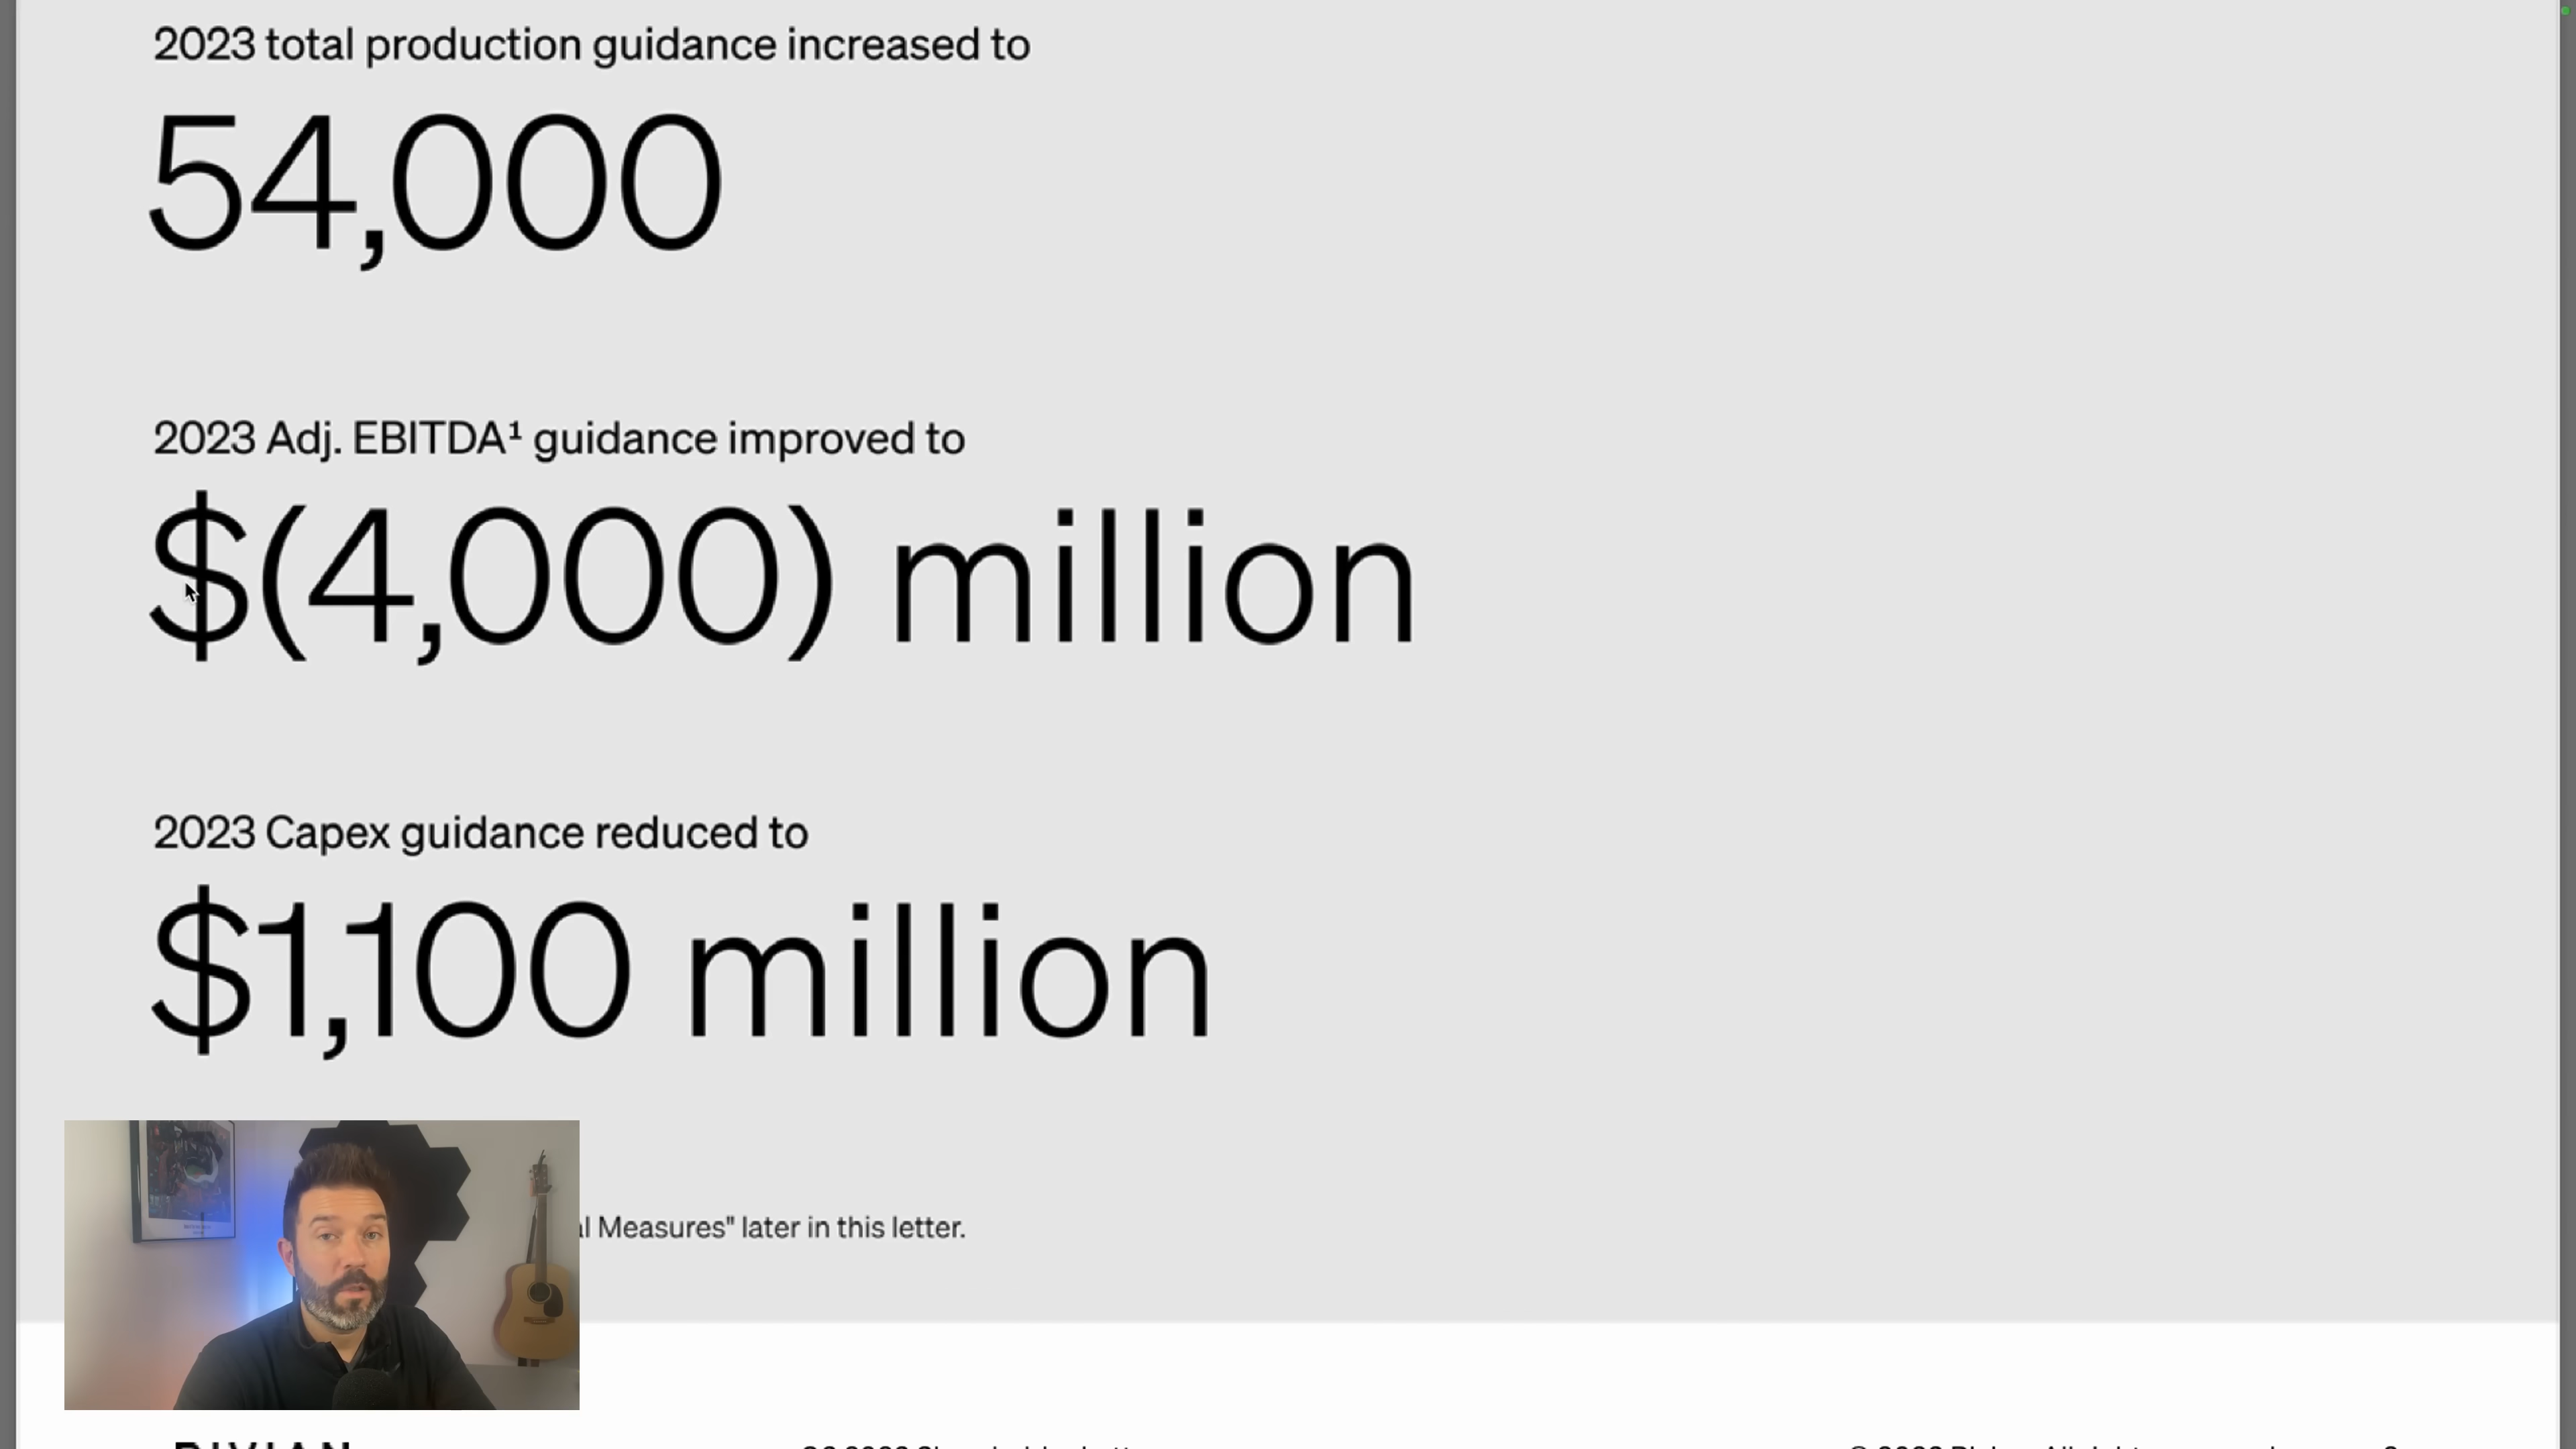 2023 total production guidance increased to
54,000
2023 Adj. EBITDA¹ guidance improved to
$(4,000) million
2023 Capex guidance reduced to
$1,100 million
Measures" later in this letter.
RIVIAN